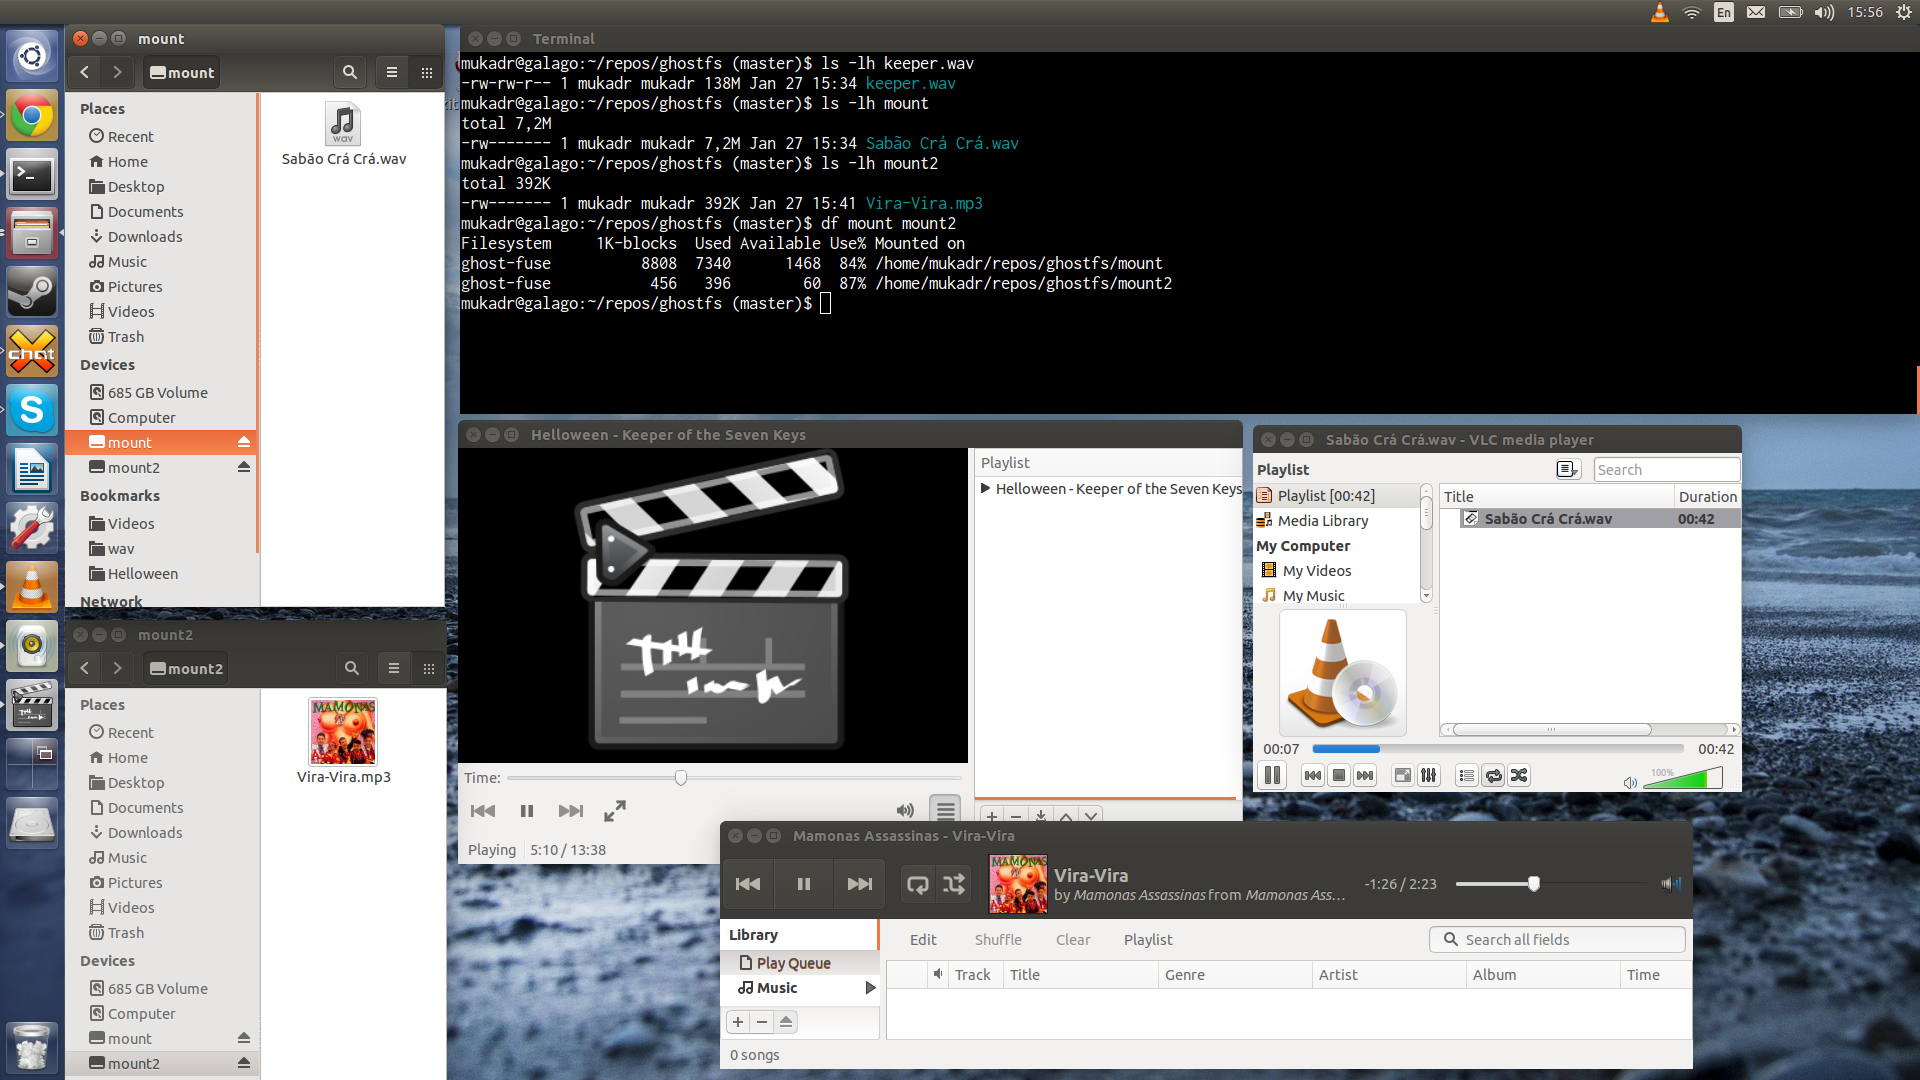 En
15:56
mount
mount
Places
Recent
Home
Desktop
Documents
Downloads
Music
Pictures
Videos
Trash
Devices
685 GB Volume
Computer
mount
mount2
Bookmarks
Videos
wav
Helloween
Network
wav
Sabão Crá Crá.wav
Terminal
mukadr@galago:~/repos/ghostfs (master)$ ls -lh keeper.wav
-rw-rw-r-- 1 mukadr mukadr 138M Jan 27 15:34 keeper.wav
mukadr@galago:~/repos/ghostfs (master)$ ls -lh mount
total 7,2M
-rw------- 1 mukadr mukadr 7,2M Jan 27 15:34 Sabão Crá Crá.wav
mukadr@galago:~/repos/ghostfs (master)$ ls -lh mount2
total 392K
-rw------- 1 mukadr mukadr 392K Jan 27 15:41 Vira-Vira.mp3
mukadr@galago:~/repos/ghostfs (master)$ df mount mount2
Filesystem     1K-blocks  Used Available Use% Mounted on
ghost-fuse          8808  7340      1468  84% /home/mukadr/repos/ghostfs/mount
ghost-fuse           456   396        60  87% /home/mukadr/repos/ghostfs/mount2
mukadr@galago:~/repos/ghostfs (master)$
chat
S
mount2
mount2
Places
Recent
Home
Desktop
Documents
Downloads
Music
Pictures
Videos
Trash
Devices
685 GB Volume
Computer
mount
mount2
MAMONAS
Vira-Vira.mp3
Helloween - Keeper of the Seven Keys
Playlist
Helloween - Keeper of the Seven Keys
Time:
Playing
5:10 / 13:38
Sabão Crá Crá.wav - VLC media player
Playlist
Search
Playlist [00:42]
Media Library
My Computer
My Videos
My Music
Title
Duration
Sabão Crá Crá.wav
00:42
00:07
00:42
100%
Mamonas Assassinas - Vira-Vira
MAMONAS
Vira-Vira
by Mamonas Assassinas from Mamonas Ass...
-1:26 / 2:23
Library
Play Queue
Music
Edit
Shuffle
Clear
Playlist
Search all fields
Track
Title
Genre
Artist
Album
Time
0 songs